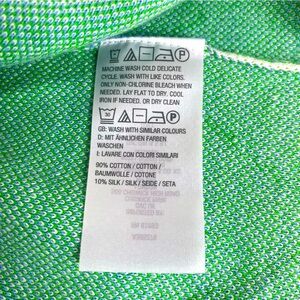 MACHINE WASH COLD DELICATE
CYCLE. WASH WITH LIKE COLORS.
ONLY NON-CHLORINE BLEACH WHEN
NEEDED. LAY FLAT TO DRY. COOL
IRON IF NEEDED. OR DRY CLEAN
30
P
GB: WASH WITH SIMILAR COLOURS
D: MIT ÄHNLICHEN FARBEN
WASCHEN
I: LAVARE CON COLORI SIMILARI
90% COTTON / COTTON /
BAUMWOLLE / COTONE
10% SILK / SILK / SEIDE / SETA